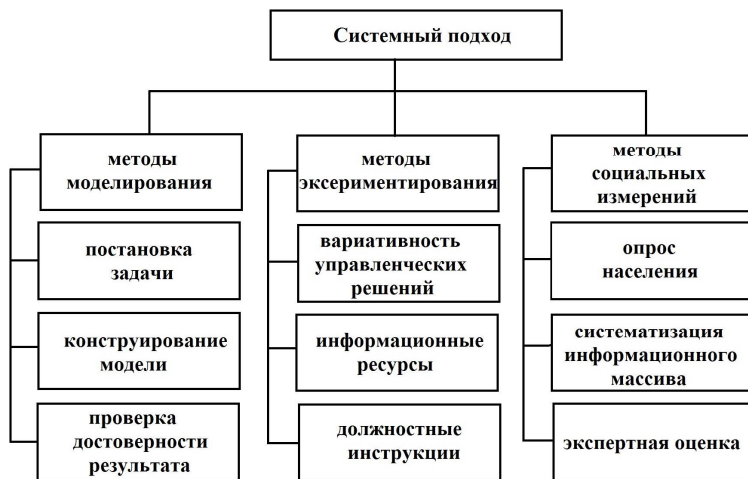 Системный подход
методы
моделирования
постановка
задачи
конструирование
модели
проверка
достоверности
результата
методы
эксериментирования
вариативность
управленческих
решений
информационные
ресурсы
должностные
инструкции
методы
социальных
измерений
опрос
населения
систематизация
информационного
массива
экспертная оценка